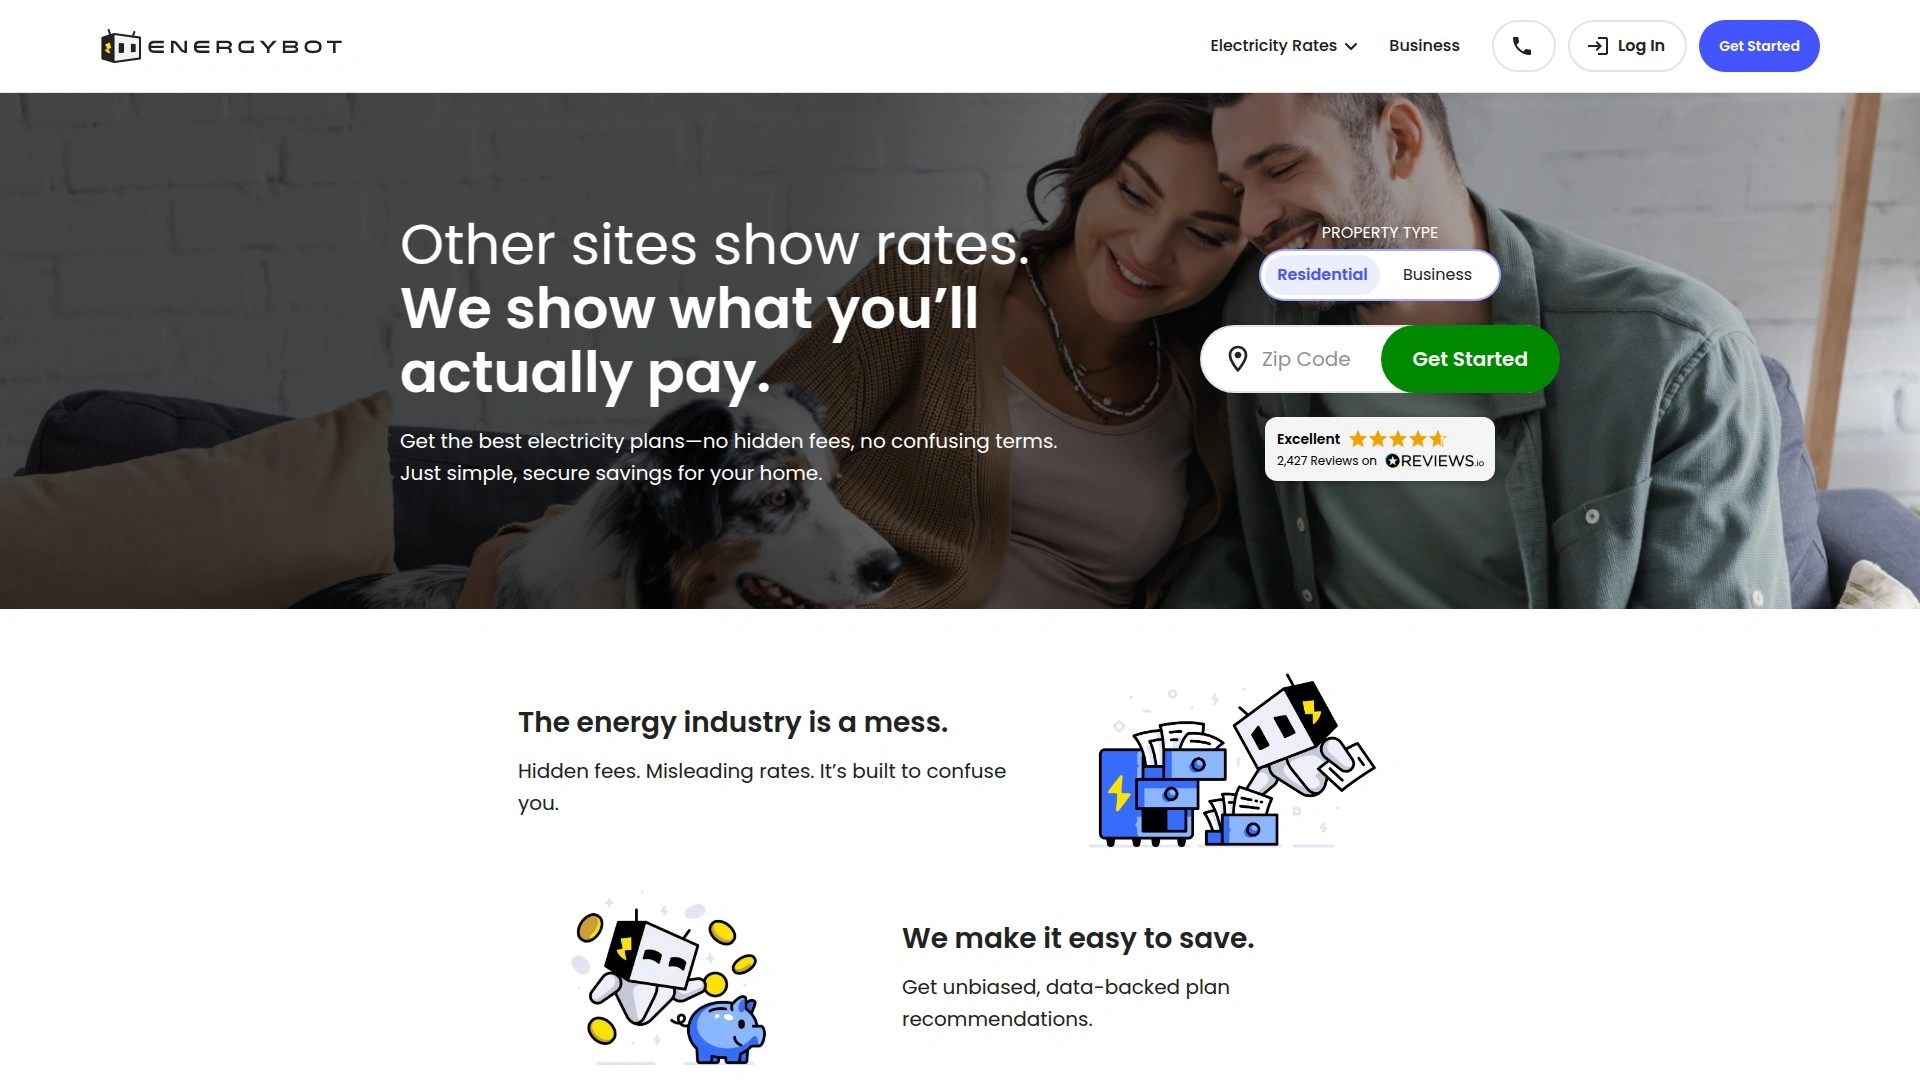 ENERGYBOT
Electricity Rates
Business
Log In
Get Started
Other sites show rates.
We show what you’ll
actually pay.
Get the best electricity plans—no hidden fees, no confusing terms.
Just simple, secure savings for your home.
PROPERTY TYPE
Residential
Business
Zip Code
Get Started
Excellent
2,427 Reviews on REVIEWS.io
The energy industry is a mess.
Hidden fees. Misleading rates. It’s built to confuse
you.
We make it easy to save.
Get unbiased, data-backed plan
recommendations.